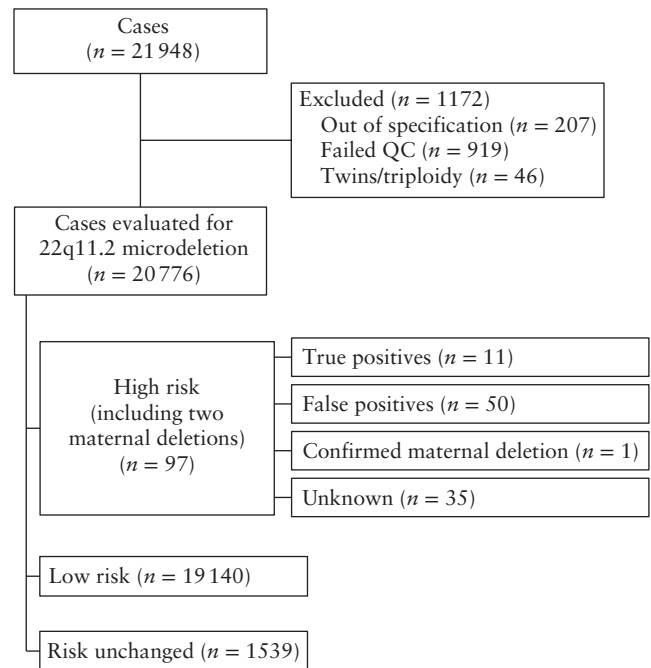 Cases
(n = 21 948)
Excluded (n = 1172)
Out of specification (n = 207)
Failed QC (n = 919)
Twins/triploidy (n = 46)
Cases evaluated for
22q11.2 microdeletion
(n = 20 776)
High risk
(including two
maternal deletions)
(n = 97)
True positives (n = 11)
False positives (n = 50)
Confirmed maternal deletion (n = 1)
Unknown (n = 35)
Low risk (n = 19 140)
Risk unchanged (n = 1539)